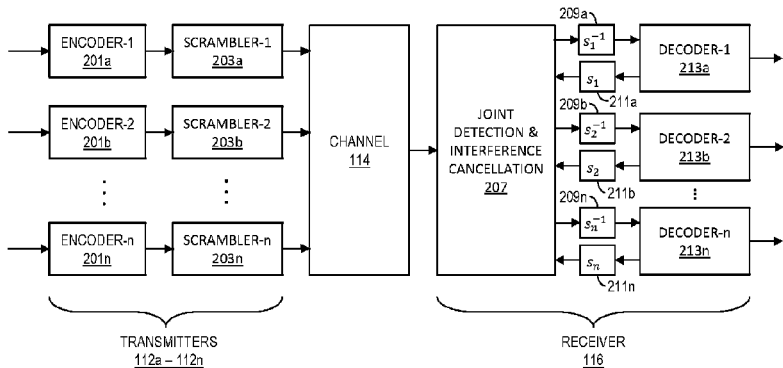 ENCODER-1
201a
SCRAMBLER-1
203a
ENCODER-2
201b
SCRAMBLER-2
203b
ENCODER-n
201n
SCRAMBLER-n
203n
TRANSMITTERS
112a – 112n
CHANNEL
114
JOINT
DETECTION &
INTERFERENCE
CANCELLATION
207
209a
s₁⁻¹
s₁
211a
209b
s₂⁻¹
s₂
211b
209n
sₙ⁻¹
sₙ
211n
DECODER-1
213a
DECODER-2
213b
DECODER-n
213n
RECEIVER
116